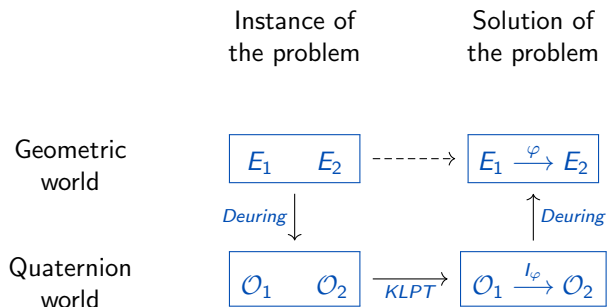 Instance of
the problem
Solution of
the problem
Geometric
world
E₁ E₂
E₁ φ→ E₂
Deuring
Deuring
Quaternion
world
𝒪₁ 𝒪₂
KLPT
𝒪₁ I_φ→ 𝒪₂